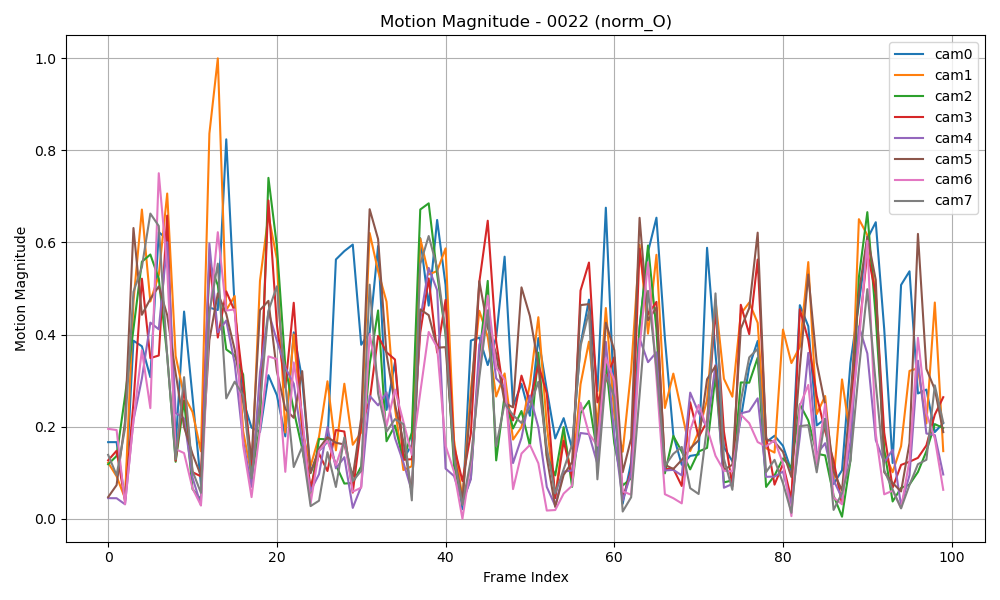 Motion Magnitude - 0022 (norm_O)
Motion Magnitude
1.0
0.8
0.6
0.4
0.2
0.0
0
20
40
60
80
100
Frame Index
cam0
cam1
cam2
cam3
cam4
cam5
cam6
cam7